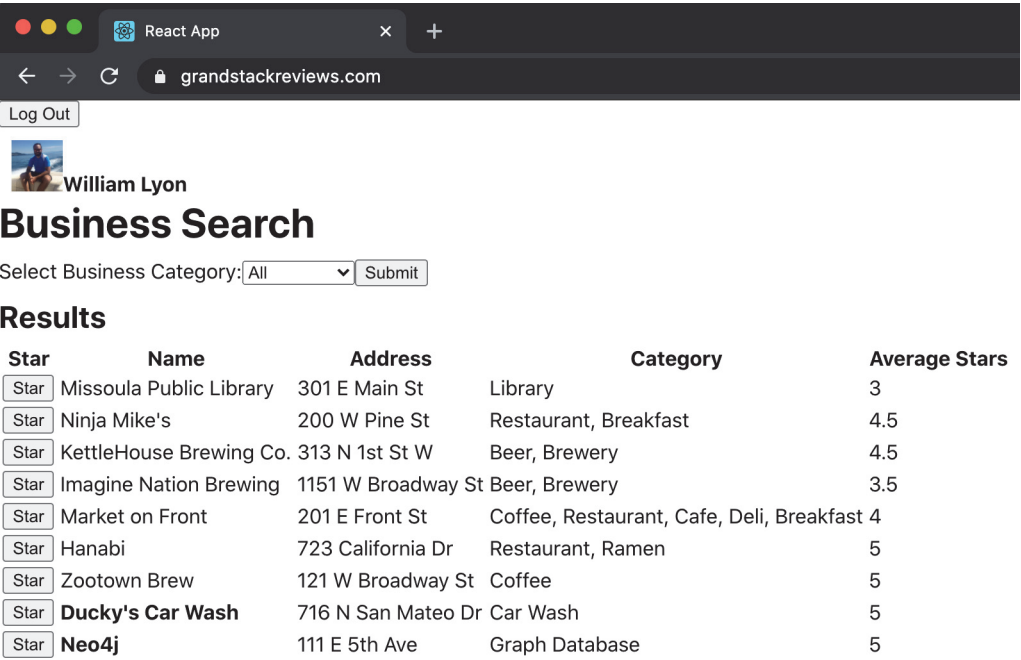 React App
grandstackreviews.com
Log Out
William Lyon
Business Search
Select Business Category: All Submit
Results
Star Name Address Category Average Stars
Star Missoula Public Library 301 E Main St Library 3
Star Ninja Mike's 200 W Pine St Restaurant, Breakfast 4.5
Star KettleHouse Brewing Co. 313 N 1st St W Beer, Brewery 4.5
Star Imagine Nation Brewing 1151 W Broadway St Beer, Brewery 3.5
Star Market on Front 201 E Front St Coffee, Restaurant, Cafe, Deli, Breakfast 4
Star Hanabi 723 California Dr Restaurant, Ramen 5
Star Zootown Brew 121 W Broadway St Coffee 5
Star Ducky's Car Wash 716 N San Mateo Dr Car Wash 5
Star Neo4j 111 E 5th Ave Graph Database 5